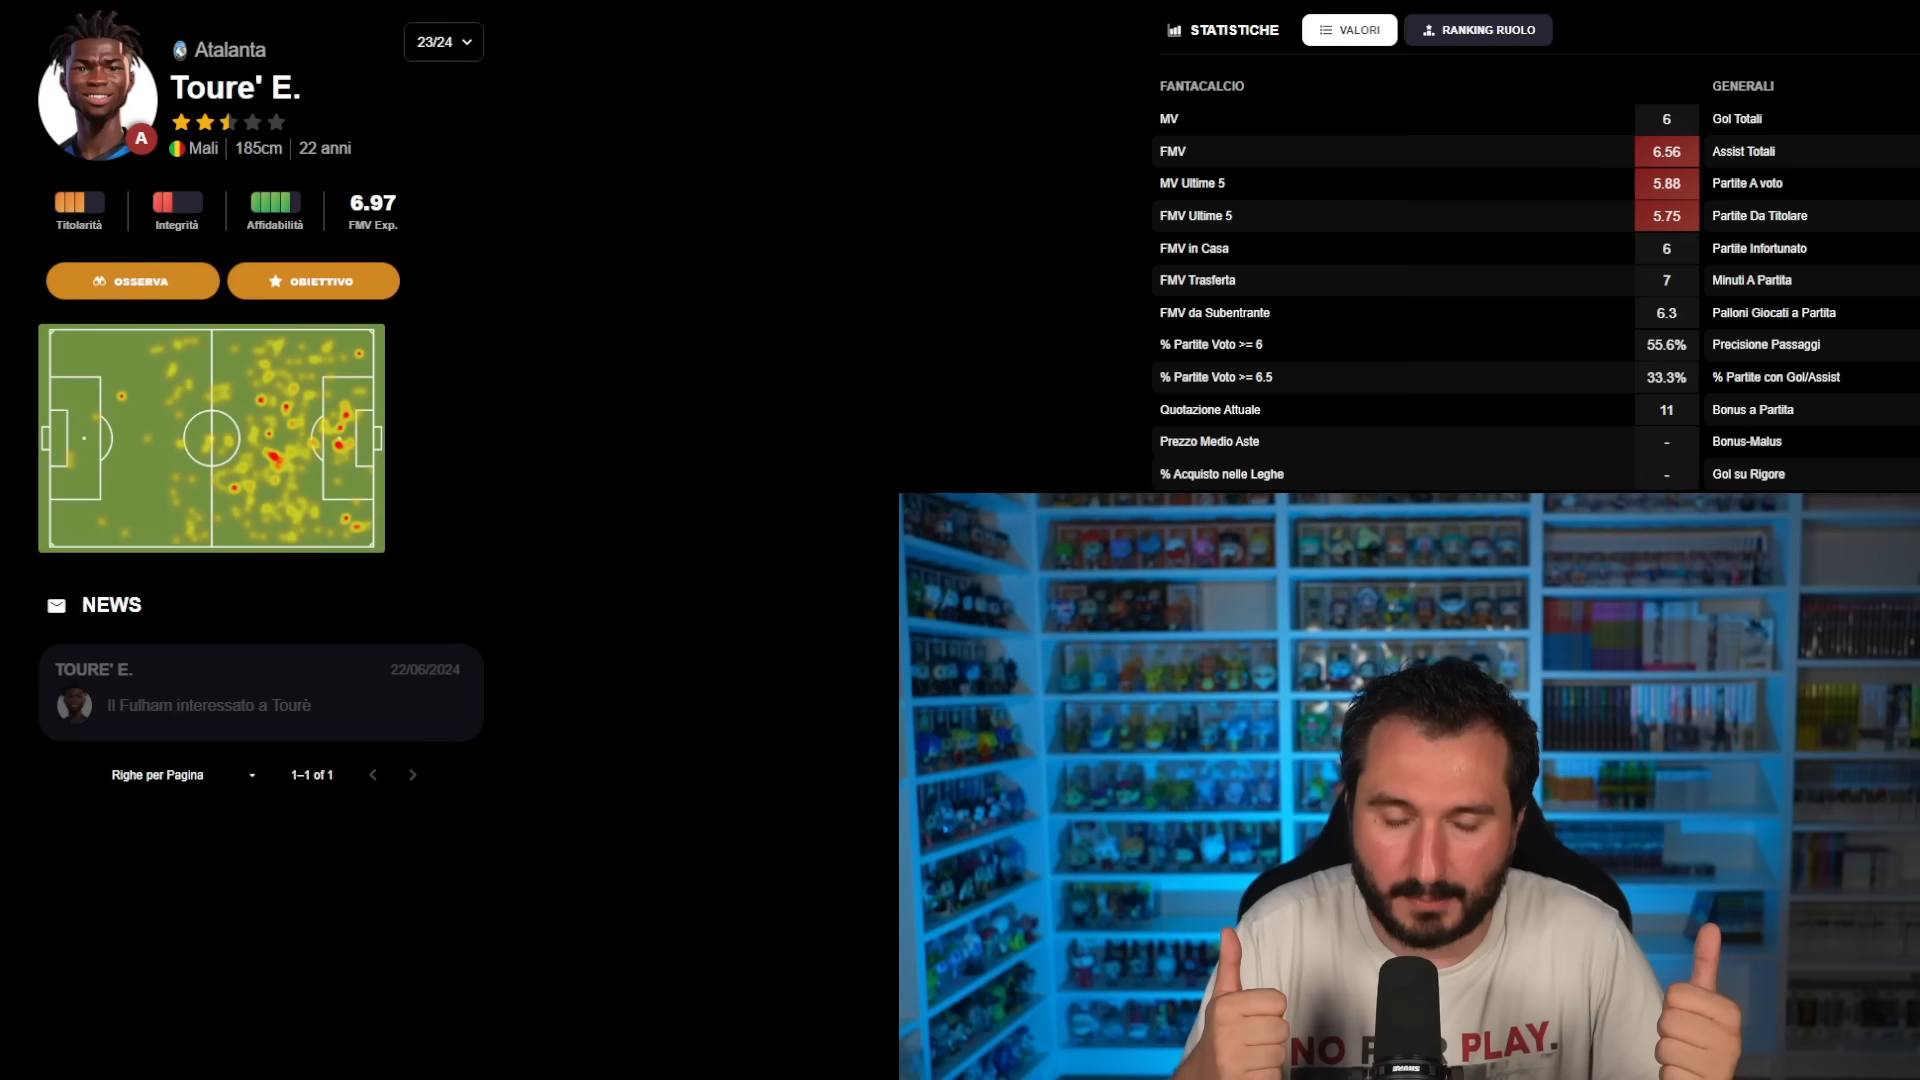 Atalanta
23/24
Toure' E.
A
Mali
185cm
22 anni
Titolarità
Integrità
Affidabilità
6.97
FMV Exp.
OSSERVA
OBIETTIVO
NEWS
TOURE' E.
22/06/2024
Il Fulham interessato a Tourè
Righe per Pagina
1–1 of 1
STATISTICHE
VALORI
RANKING RUOLO
FANTACALCIO
MV 6
FMV 6.56
MV Ultime 5 5.88
FMV Ultime 5 5.75
FMV in Casa 6
FMV Trasferta 7
FMV da Subentrante 6.3
% Partite Voto >= 6 55.6%
% Partite Voto >= 6.5 33.3%
Quotazione Attuale 11
Prezzo Medio Aste -
% Acquisto nelle Leghe -
GENERALI
Gol Totali
Assist Totali
Partite A voto
Partite Da Titolare
Partite Infortunato
Minuti A Partita
Palloni Giocati a Partita
Precisione Passaggi
% Partite con Gol/Assist
Bonus a Partita
Bonus-Malus
Gol su Rigore
NO PLAY.
SHURE